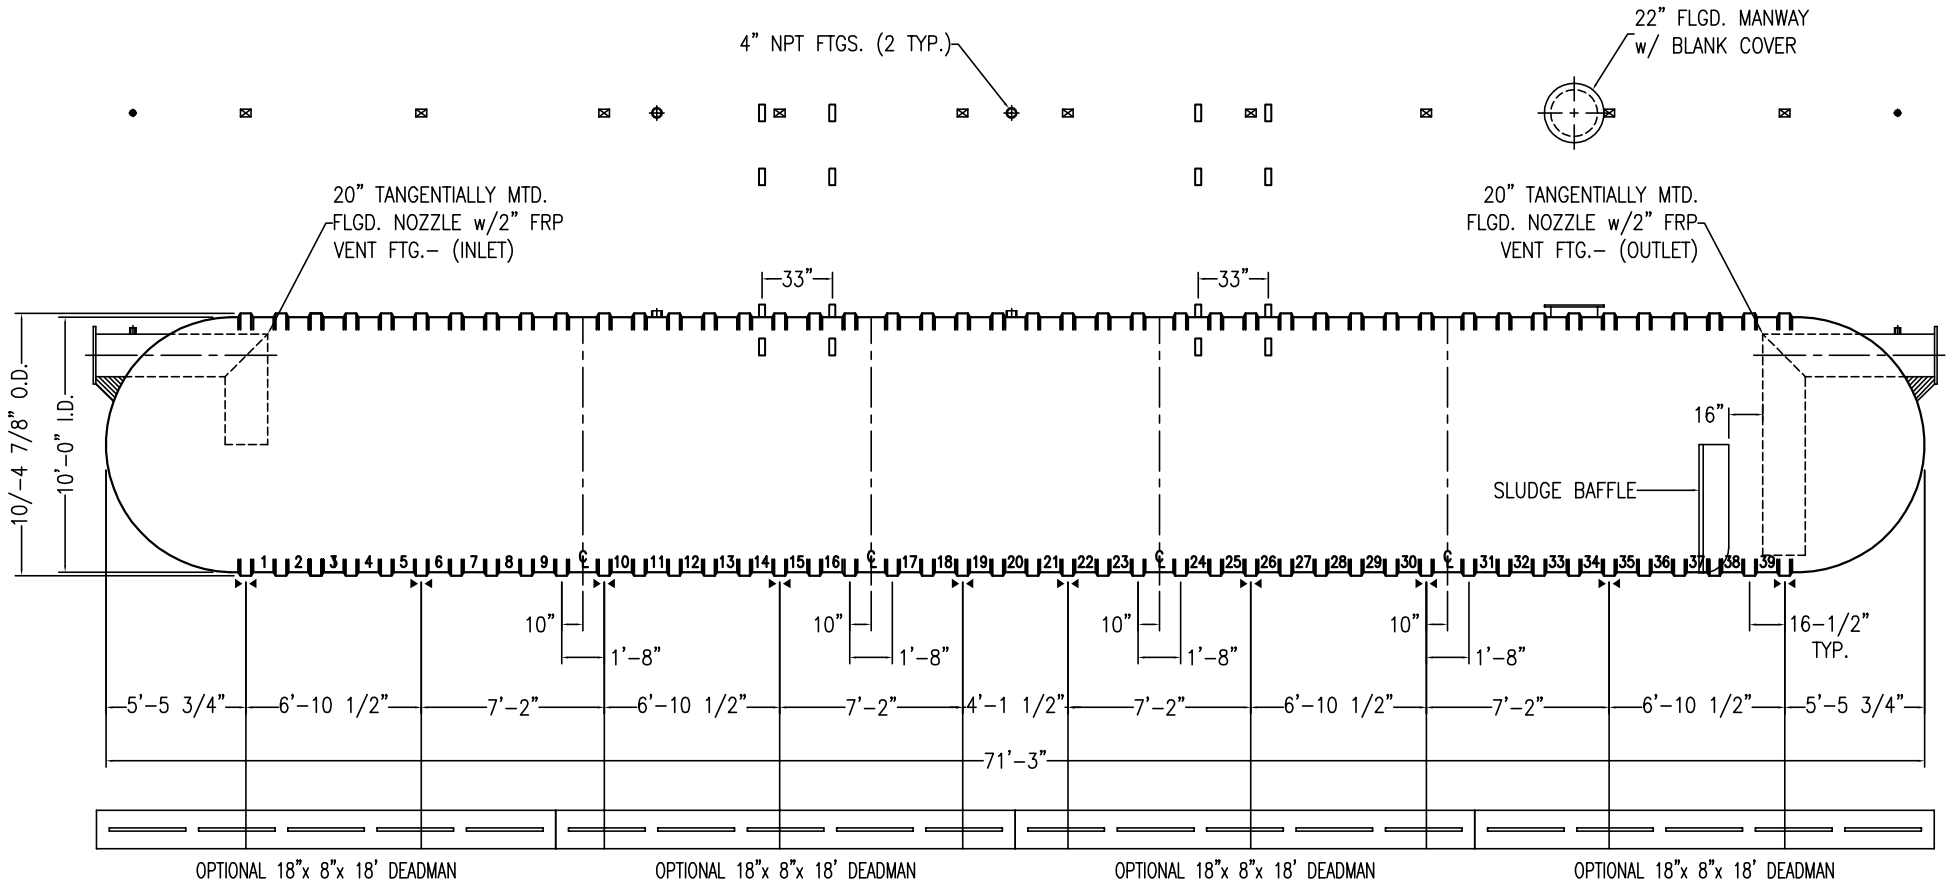 22” FLGD. MANWAY
w/ BLANK COVER
4” NPT FTGS. (2 TYP.)
20” TANGENTIALLY MTD.
FLGD. NOZZLE w/2” FRP
VENT FTG.– (INLET)
20” TANGENTIALLY MTD.
FLGD. NOZZLE w/2” FRP
VENT FTG.– (OUTLET)
33”
33”
10/–4 7/8” O.D.
10’–0” I.D.
16”
SLUDGE BAFFLE
1 2 3 4 5 6 7 8 9 ℄ 10 11 12 13 14 15 16 ℄ 17 18 19 20 21 22 23 ℄ 24 25 26 27 28 29 30 ℄ 31 32 33 34 35 36 37 38 39
10” 10” 10” 10” 16–1/2”
TYP.
1’–8” 1’–8” 1’–8” 1’–8”
5’–5 3/4” 6’–10 1/2” 7’–2” 6’–10 1/2” 7’–2” 4’–1 1/2” 7’–2” 6’–10 1/2” 7’–2” 6’–10 1/2” 5’–5 3/4”
71’–3”
OPTIONAL 18”x 8”x 18’ DEADMAN
OPTIONAL 18”x 8”x 18’ DEADMAN
OPTIONAL 18”x 8”x 18’ DEADMAN
OPTIONAL 18”x 8”x 18’ DEADMAN